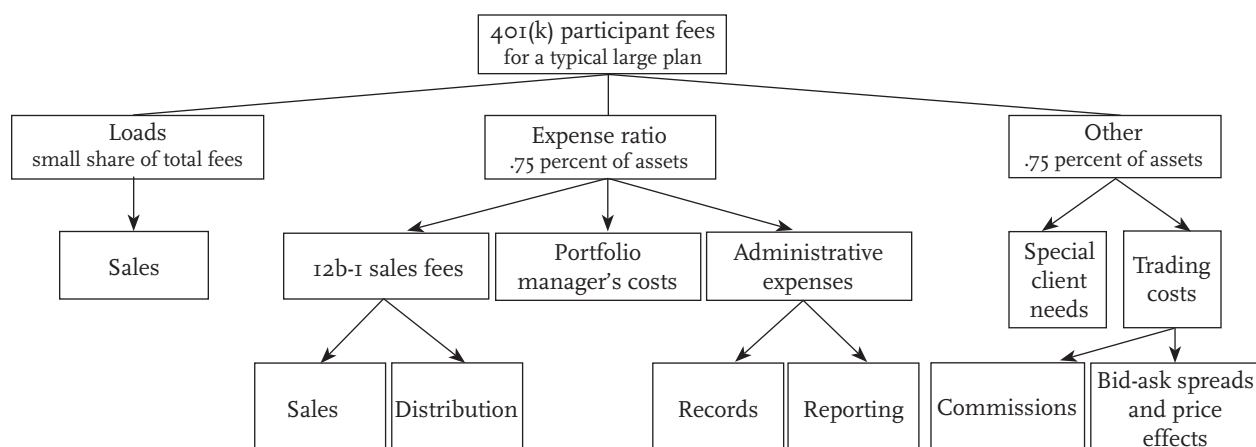 401(k) participant fees
for a typical large plan
Loads
small share of total fees
Expense ratio
.75 percent of assets
Other
.75 percent of assets
Sales
12b-1 sales fees
Portfolio
manager's costs
Administrative
expenses
Special
client
needs
Trading
costs
Sales
Distribution
Records
Reporting
Commissions
Bid-ask spreads
and price
effects